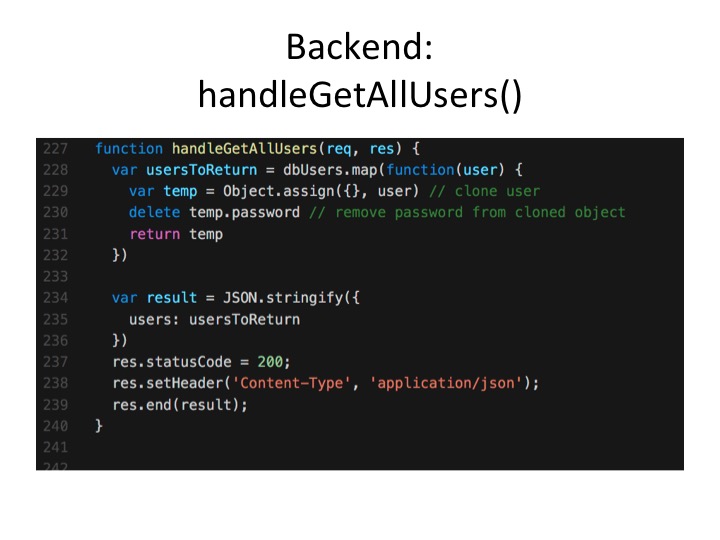 Backend:
handleGetAllUsers()
227 function handleGetAllUsers(req, res) {
228 var usersToReturn = dbUsers.map(function(user) {
229 var temp = Object.assign({}, user) // clone user
230 delete temp.password // remove password from cloned object
231 return temp
232 })
233
234 var result = JSON.stringify({
235 users: usersToReturn
236 })
237 res.statusCode = 200;
238 res.setHeader('Content-Type', 'application/json');
239 res.end(result);
240 }
241
242